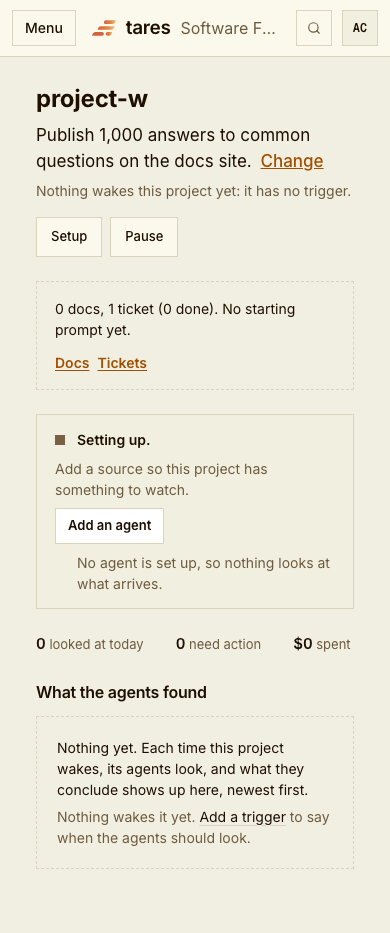 Menu
tares
Software F...
AC
project-w
Publish 1,000 answers to common
questions on the docs site. Change
Nothing wakes this project yet: it has no trigger.
Setup
Pause
0 docs, 1 ticket (0 done). No starting
prompt yet.
Docs Tickets
Setting up.
Add a source so this project has
something to watch.
Add an agent
No agent is set up, so nothing looks at
what arrives.
0 looked at today
0 need action
$0 spent
What the agents found
Nothing yet. Each time this project
wakes, its agents look, and what they
conclude shows up here, newest first.
Nothing wakes it yet. Add a trigger to say
when the agents should look.